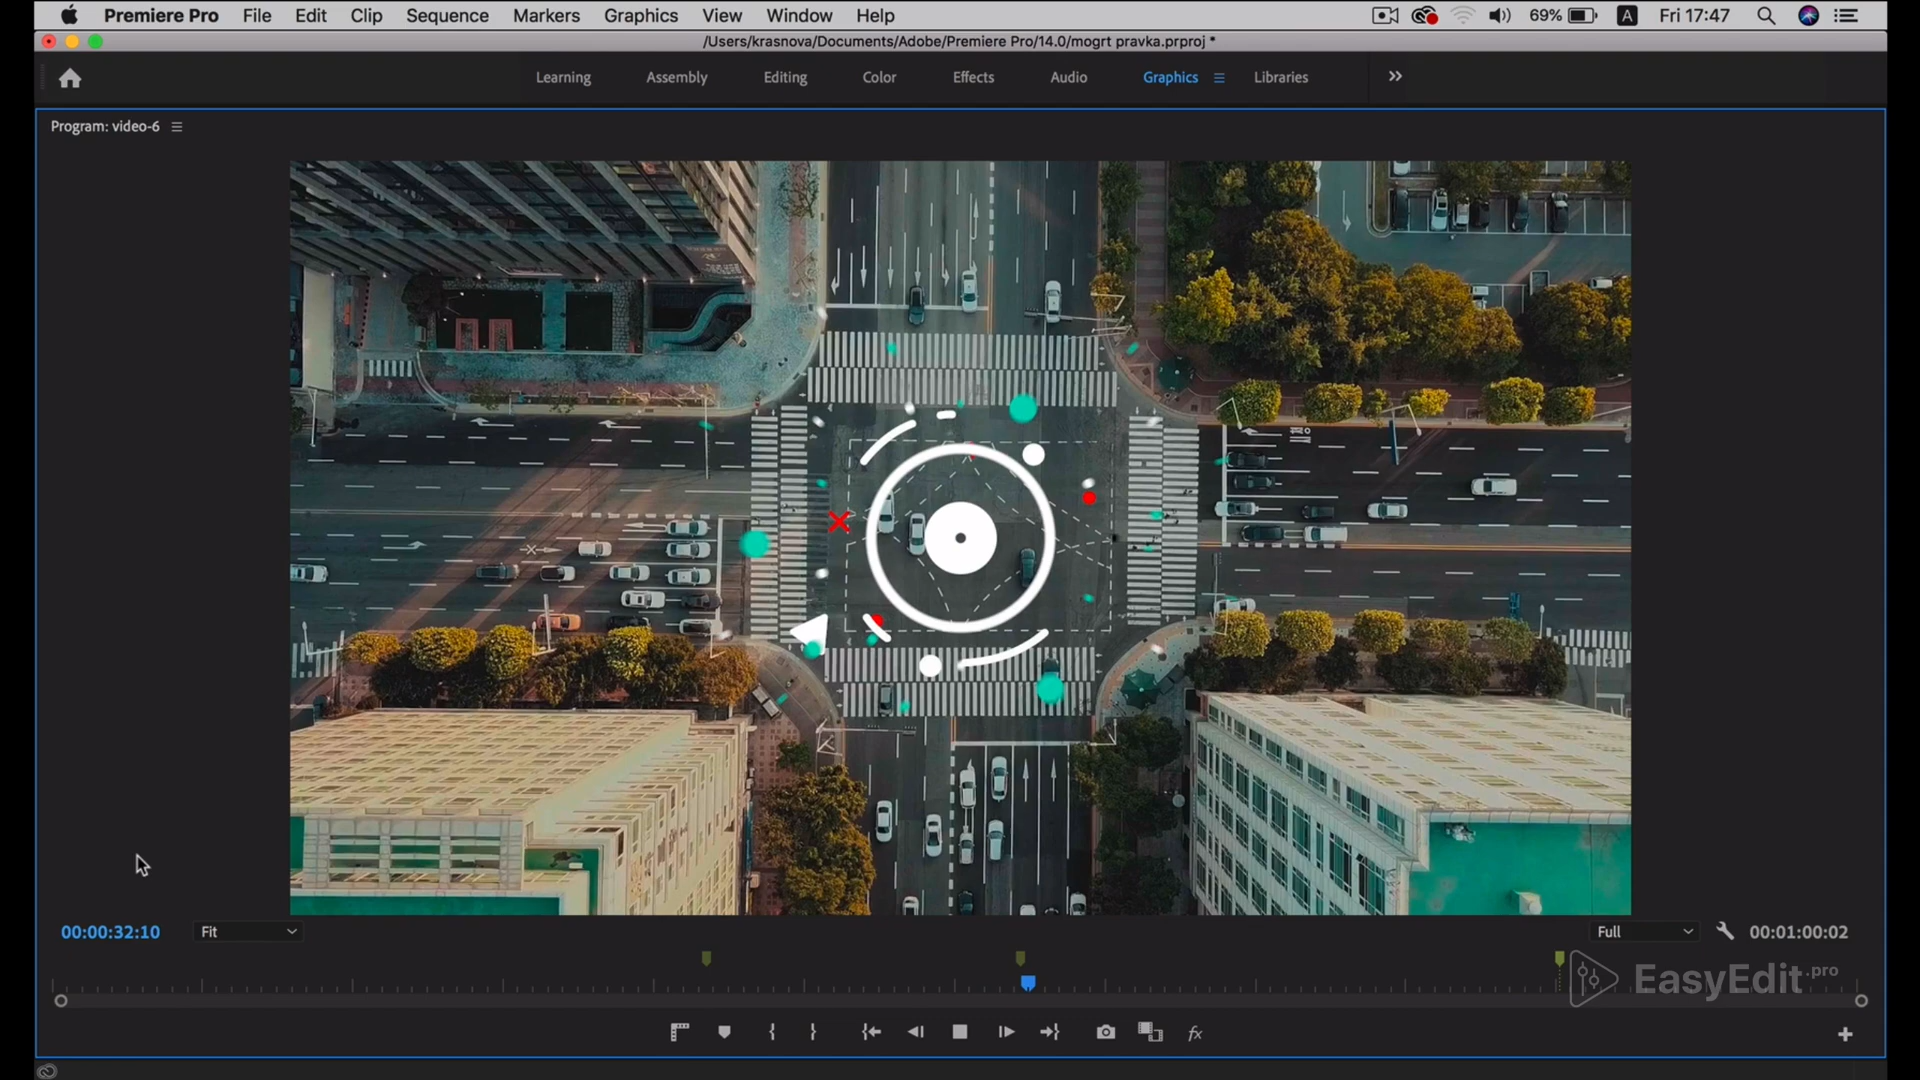 Premiere Pro File Edit Clip Sequence Markers Graphics View Window Help 69% A Fri 17:47
/Users/krasnova/Documents/Adobe/Premiere Pro/14.0/mogrt pravka.prproj *
Learning Assembly Editing Color Effects Audio Graphics Libraries
Program: video-6
00:00:32:10 Fit Full 00:01:00:02
EasyEdit.pro
fx